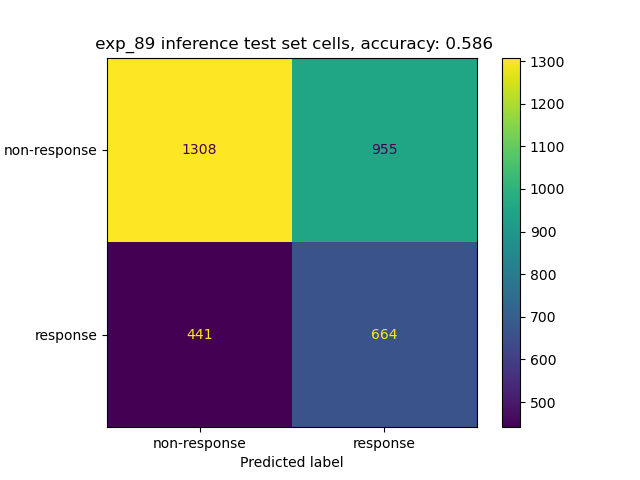 exp_89 inference test set cells, accuracy: 0.586
non-response
1308
955
response
441
664
non-response
response
Predicted label
1300
1200
1100
1000
900
800
700
600
500